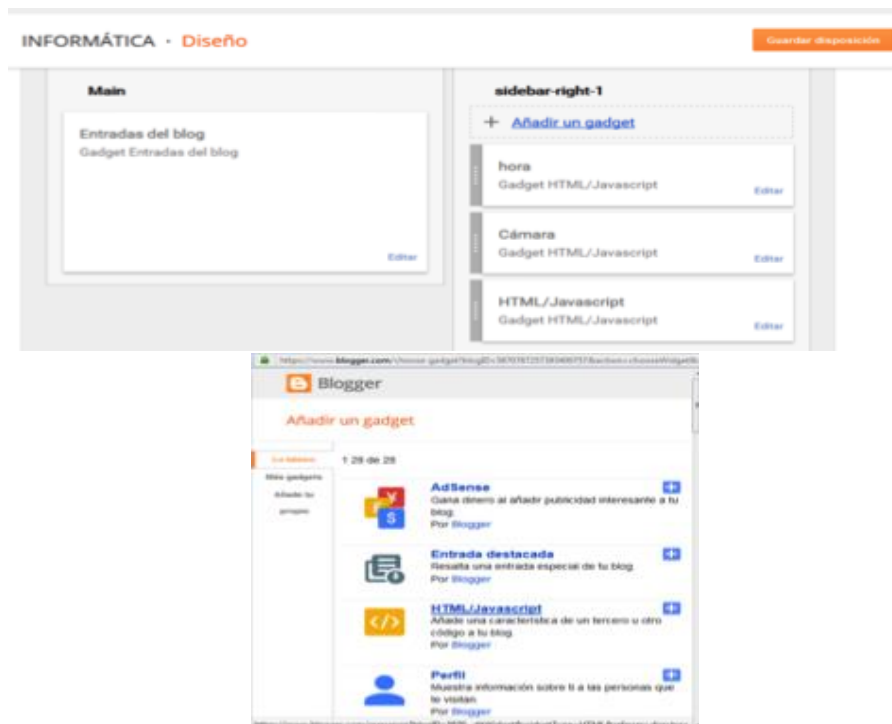 INFORMÁTICA · Diseño
Guardar disposición
Main
Entradas del blog
Gadget Entradas del blog
Editar
sidebar-right-1
+ Añadir un gadget
hora
Gadget HTML/Javascript
Editar
Cámara
Gadget HTML/Javascript
Editar
HTML/Javascript
Gadget HTML/Javascript
Editar
Blogger
Añadir un gadget
Lo básico
Más gadgets
Añade tu
propio
1 28 de 28
AdSense
Gana dinero al añadir publicidad interesante a tu
blog.
Por Blogger
Entrada destacada
Resalta una entrada especial de tu blog.
Por Blogger
HTML/Javascript
Añade una característica de un tercero u otro
código a tu blog.
Por Blogger
Perfil
Muestra información sobre ti a las personas que
te visitan.
Por Blogger